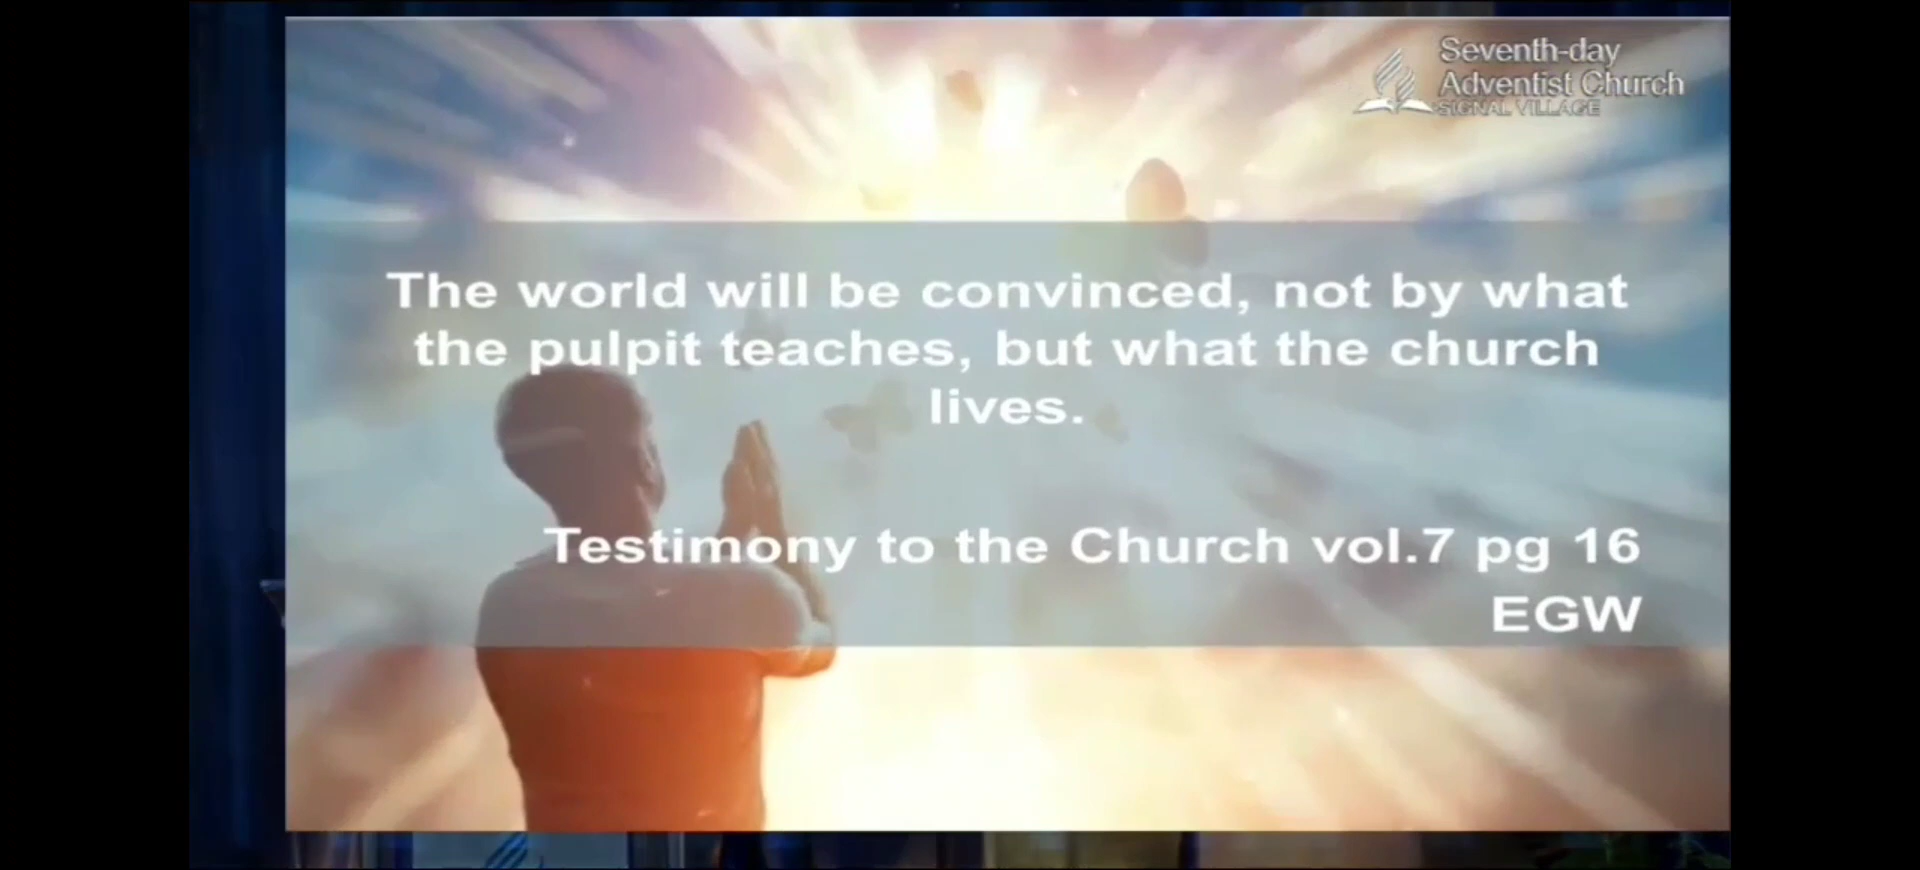 Seventh-day
Adventist Church
SIGNAL VILLAGE
The world will be convinced, not by what
the pulpit teaches, but what the church
lives.
Testimony to the Church vol.7 pg 16
EGW